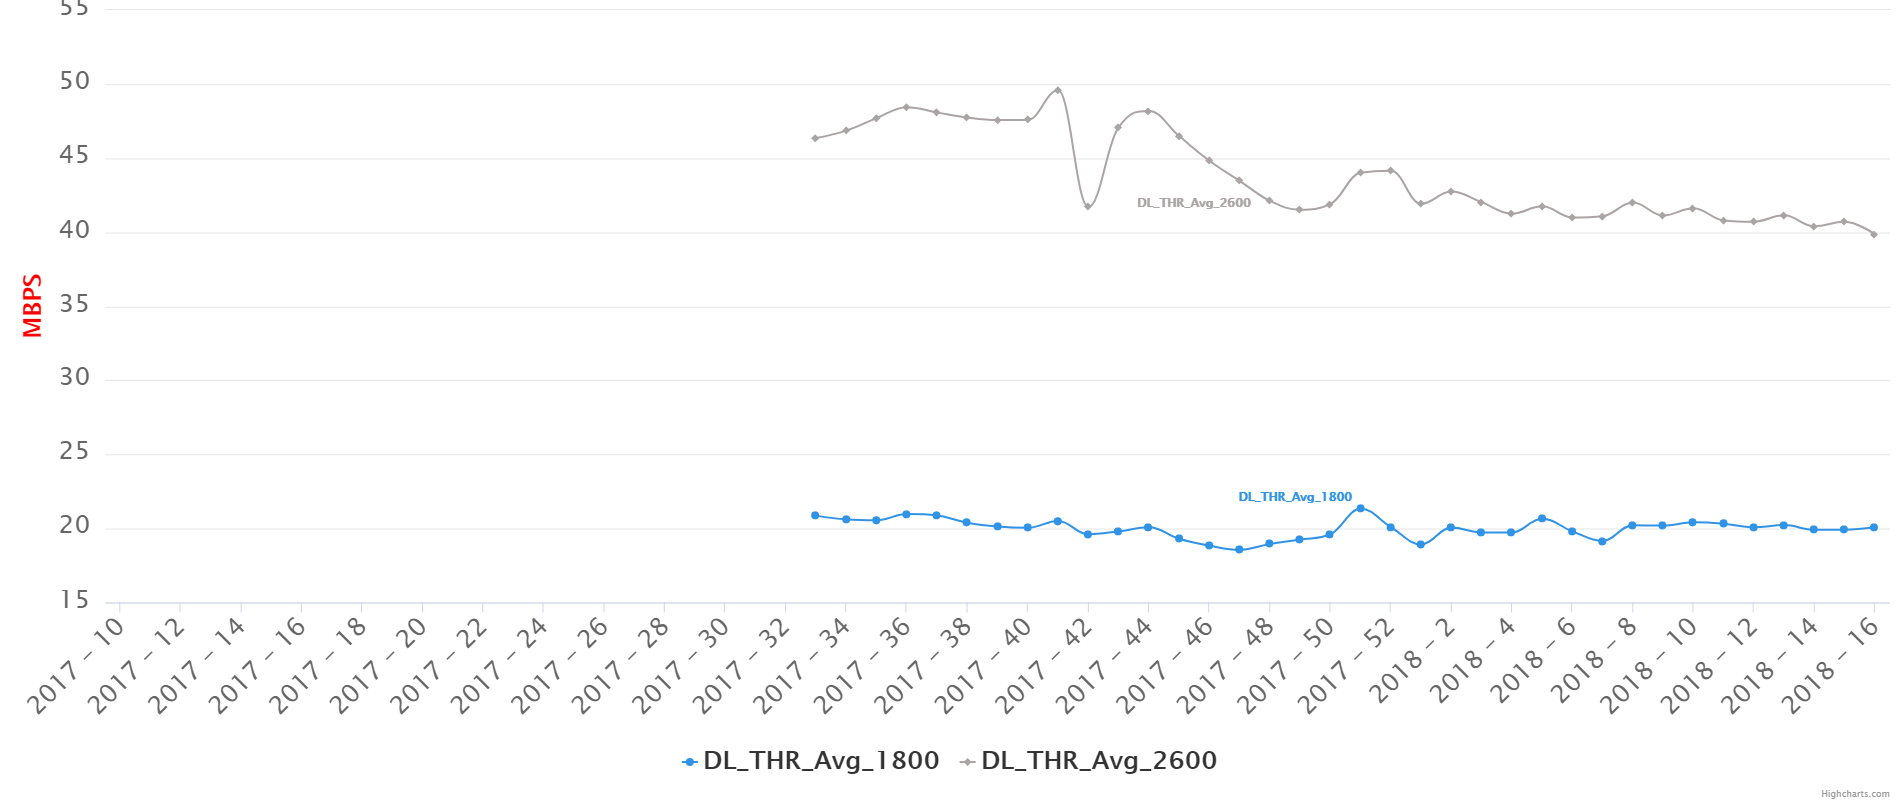 55
50
45
40
35
30
25
20
15
MBPS
DL_THR_Avg_2600
DL_THR_Avg_1800
2017 – 10
2017 – 12
2017 – 14
2017 – 16
2017 – 18
2017 – 20
2017 – 22
2017 – 24
2017 – 26
2017 – 28
2017 – 30
2017 – 32
2017 – 34
2017 – 36
2017 – 38
2017 – 40
2017 – 42
2017 – 44
2017 – 46
2017 – 48
2017 – 50
2017 – 52
2018 – 2
2018 – 4
2018 – 6
2018 – 8
2018 – 10
2018 – 12
2018 – 14
2018 – 16
DL_THR_Avg_1800 DL_THR_Avg_2600
Highcharts.com